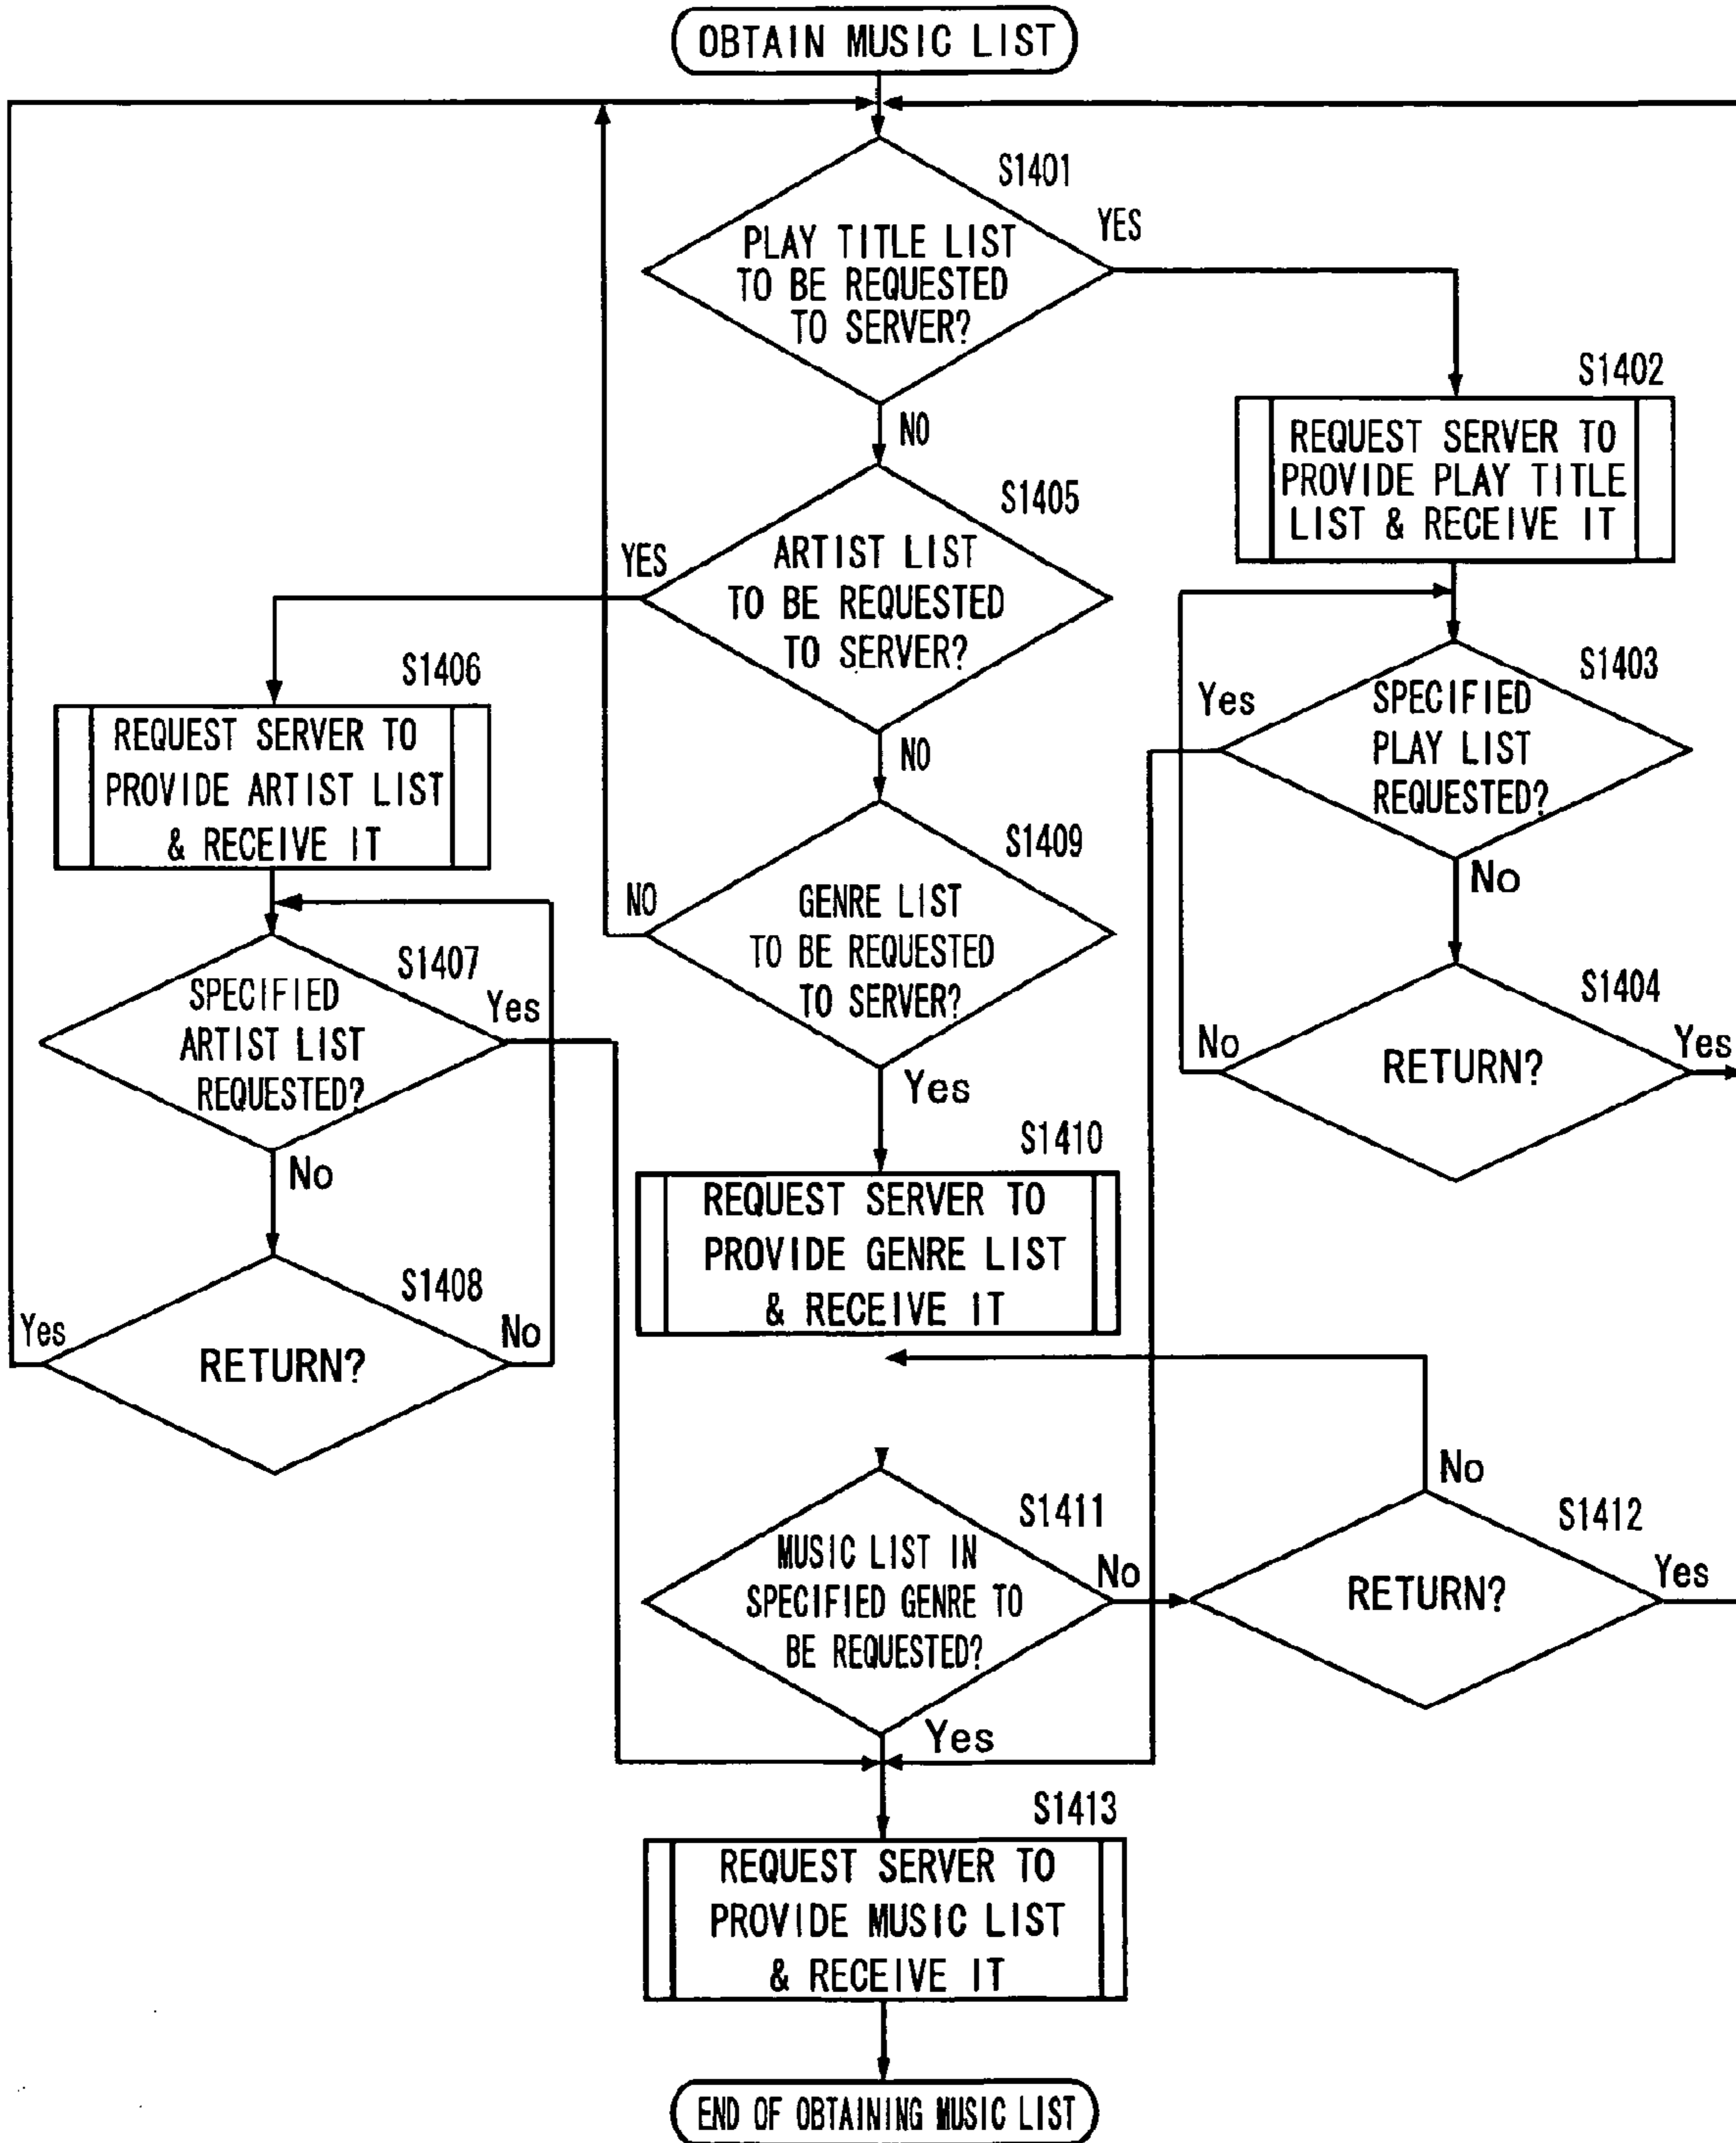 OBTAIN MUSIC LIST
S1401
PLAY TITLE LIST
TO BE REQUESTED
TO SERVER?
YES
NO
S1402
REQUEST SERVER TO
PROVIDE PLAY TITLE
LIST & RECEIVE IT
S1405
ARTIST LIST
TO BE REQUESTED
TO SERVER?
YES
NO
S1403
SPECIFIED
PLAY LIST
REQUESTED?
Yes
No
S1406
REQUEST SERVER TO
PROVIDE ARTIST LIST
& RECEIVE IT
S1409
GENRE LIST
TO BE REQUESTED
TO SERVER?
NO
Yes
S1404
RETURN?
No
Yes
S1407
SPECIFIED
ARTIST LIST
REQUESTED?
Yes
No
S1410
REQUEST SERVER TO
PROVIDE GENRE LIST
& RECEIVE IT
S1408
RETURN?
Yes
No
S1411
MUSIC LIST IN
SPECIFIED GENRE TO
BE REQUESTED?
No
Yes
S1412
RETURN?
No
Yes
S1413
REQUEST SERVER TO
PROVIDE MUSIC LIST
& RECEIVE IT
END OF OBTAINING MUSIC LIST